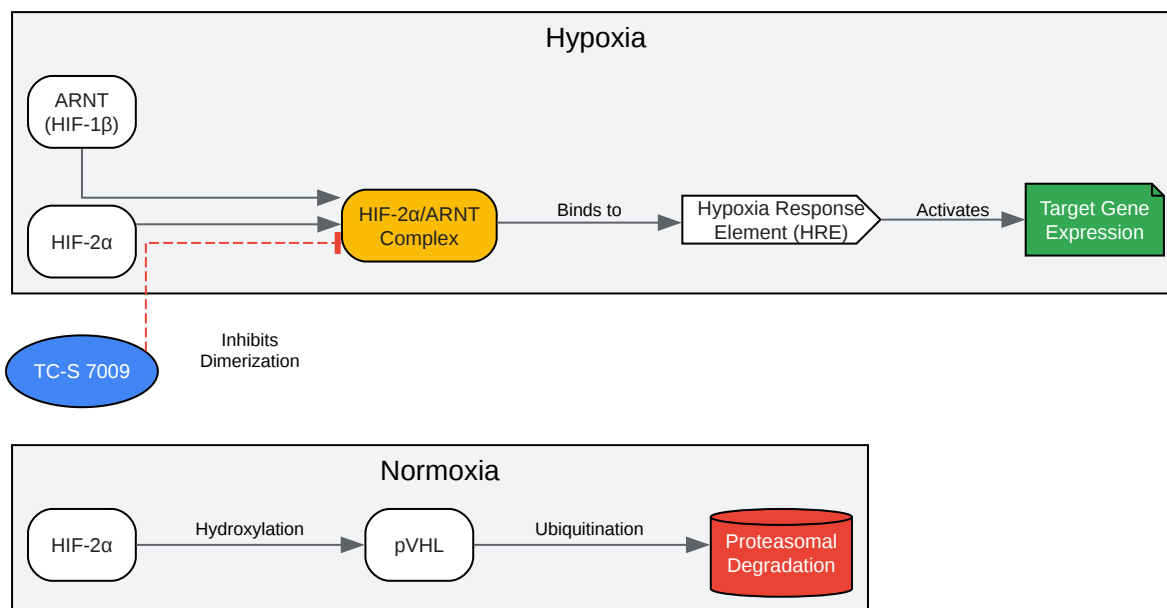 Hypoxia
ARNT
(HIF-1β)
HIF-2α
HIF-2α/ARNT
Complex
Binds to
Hypoxia Response
Element (HRE)
Activates
Target Gene
Expression
TC-S 7009
Inhibits
Dimerization
Normoxia
HIF-2α
Hydroxylation
pVHL
Ubiquitination
Proteasomal
Degradation